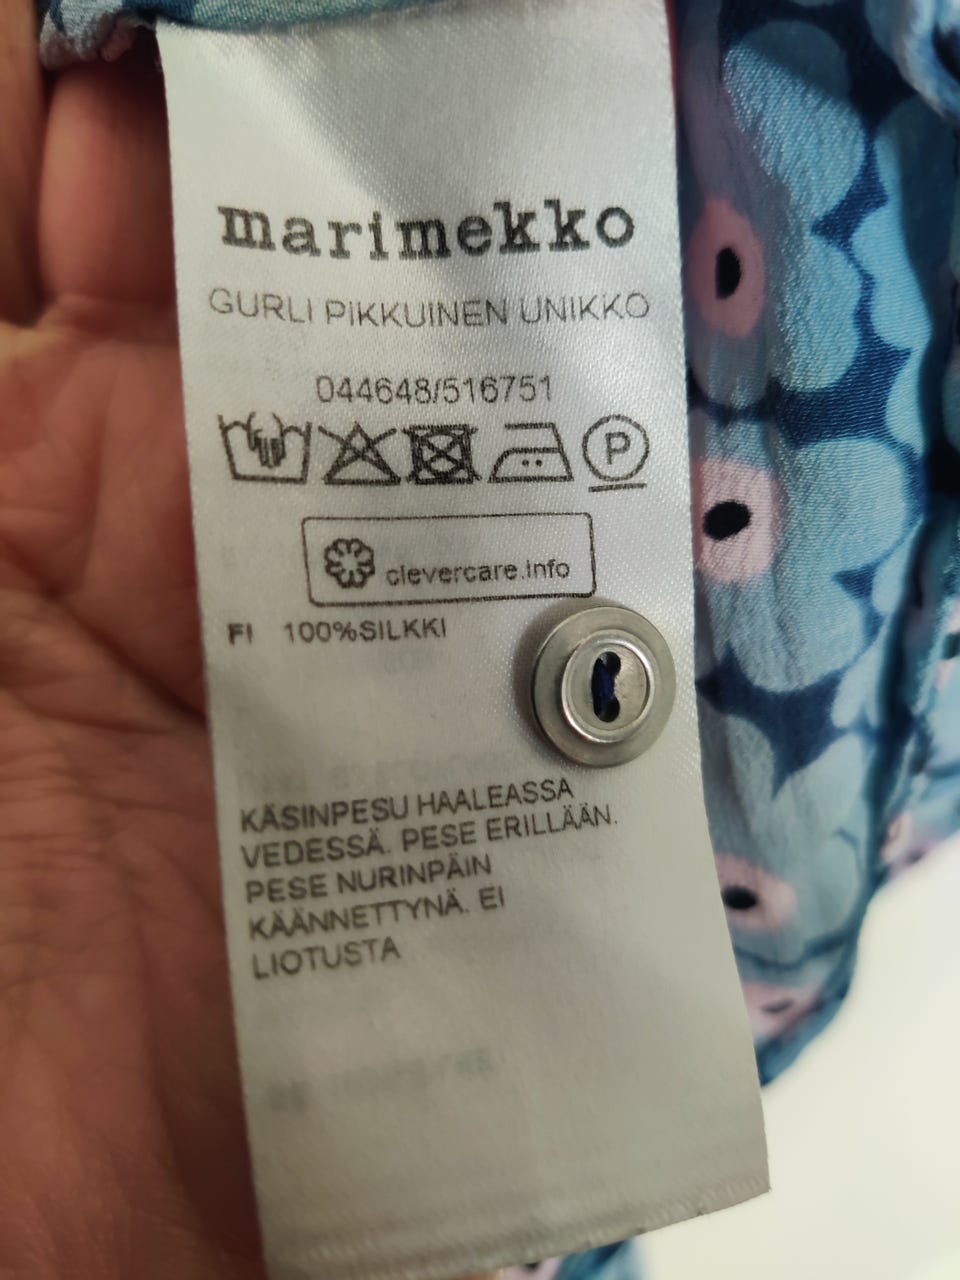 marimekko
GURLI PIKKUINEN UNIKKO
044648/516751
P
clevercare.info
FI 100%SILKKI
KÄSINPESU HAALEASSA
VEDESSÄ. PESE ERILLÄÄN.
PESE NURINPÄIN
KÄÄNNETTYNÄ. EI
LIOTUSTA